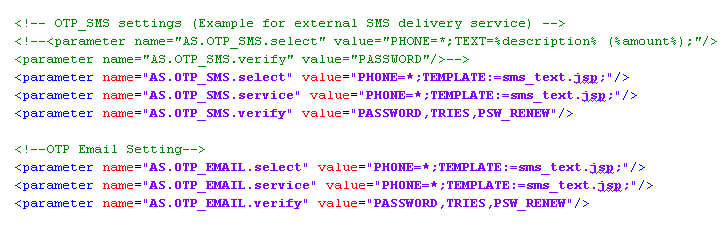 <!-- OTP_SMS settings (Example for external SMS delivery service) -->
<!--<parameter name="AS.OTP_SMS.select" value="PHONE=*;TEXT=%description% (%amount%);"/>
<parameter name="AS.OTP_SMS.verify" value="PASSWORD"/>-->
<parameter name="AS.OTP_SMS.select" value="PHONE=*;TEMPLATE:=sms_text.jsp;"/>
<parameter name="AS.OTP_SMS.service" value="PHONE=*;TEMPLATE:=sms_text.jsp;"/>
<parameter name="AS.OTP_SMS.verify" value="PASSWORD,TRIES,PSW_RENEW"/>
<!--OTP Email Setting-->
<parameter name="AS.OTP_EMAIL.select" value="PHONE=*;TEMPLATE:=sms_text.jsp;"/>
<parameter name="AS.OTP_EMAIL.service" value="PHONE=*;TEMPLATE:=sms_text.jsp;"/>
<parameter name="AS.OTP_EMAIL.verify" value="PASSWORD,TRIES,PSW_RENEW"/>